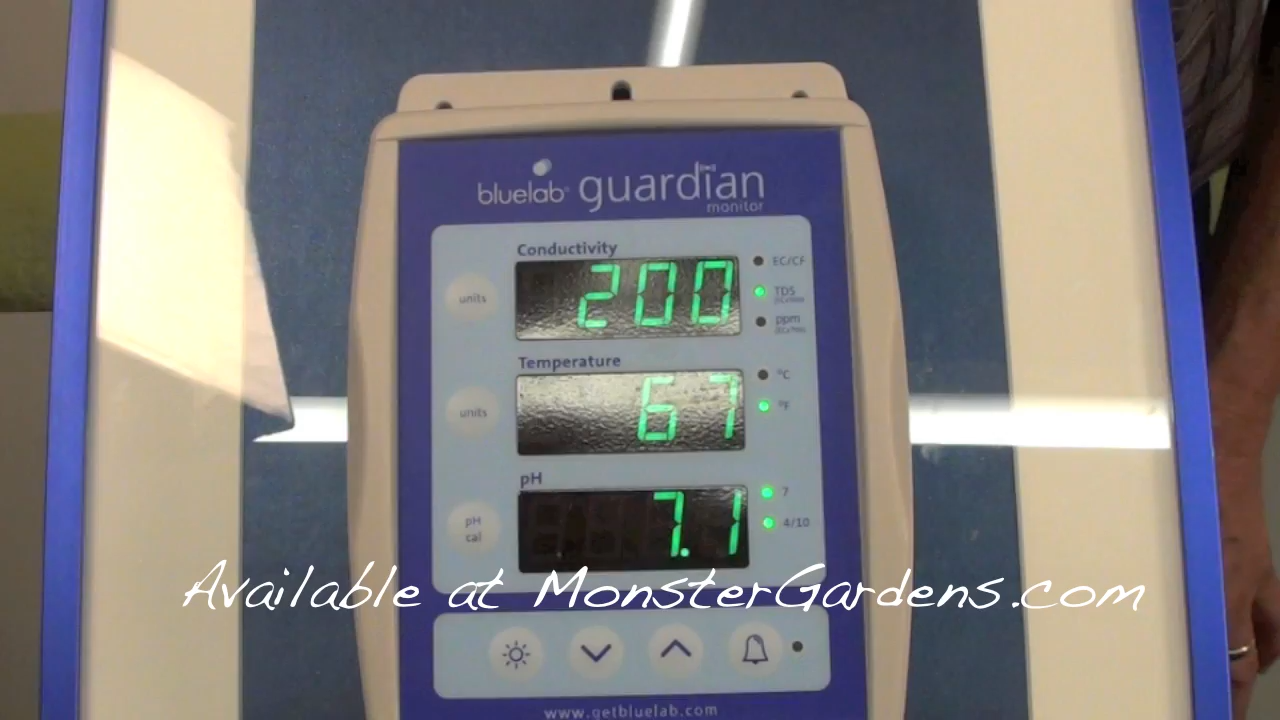 bluelab® guardian
monitor
Conductivity
units
200
EC/CF
TDS
ppm
Temperature
units
67
°C
°F
pH
pH
cal
7.1
7
4/10
Available at MonsterGardens.com
www.getbluelab.com